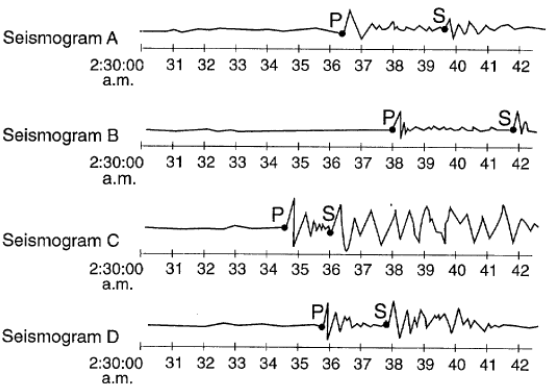 P S
Seismogram A
2:30:00 31 32 33 34 35 36 37 38 39 40 41 42
a.m.
P S
Seismogram B
2:30:00 31 32 33 34 35 36 37 38 39 40 41 42
a.m.
P S
Seismogram C
2:30:00 31 32 33 34 35 36 37 38 39 40 41 42
a.m.
P S
Seismogram D
2:30:00 31 32 33 34 35 36 37 38 39 40 41 42
a.m.